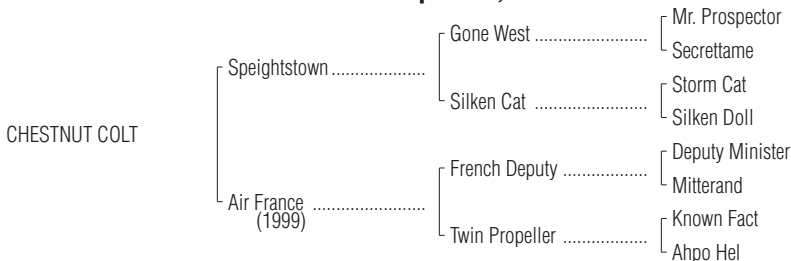 Mr. Prospector
Gone West
Secrettame
Speightstown
Storm Cat
Silken Cat
Silken Doll
CHESTNUT COLT
Deputy Minister
French Deputy
Mitterand
Air France
(1999)
Known Fact
Twin Propeller
Ahpo Hel